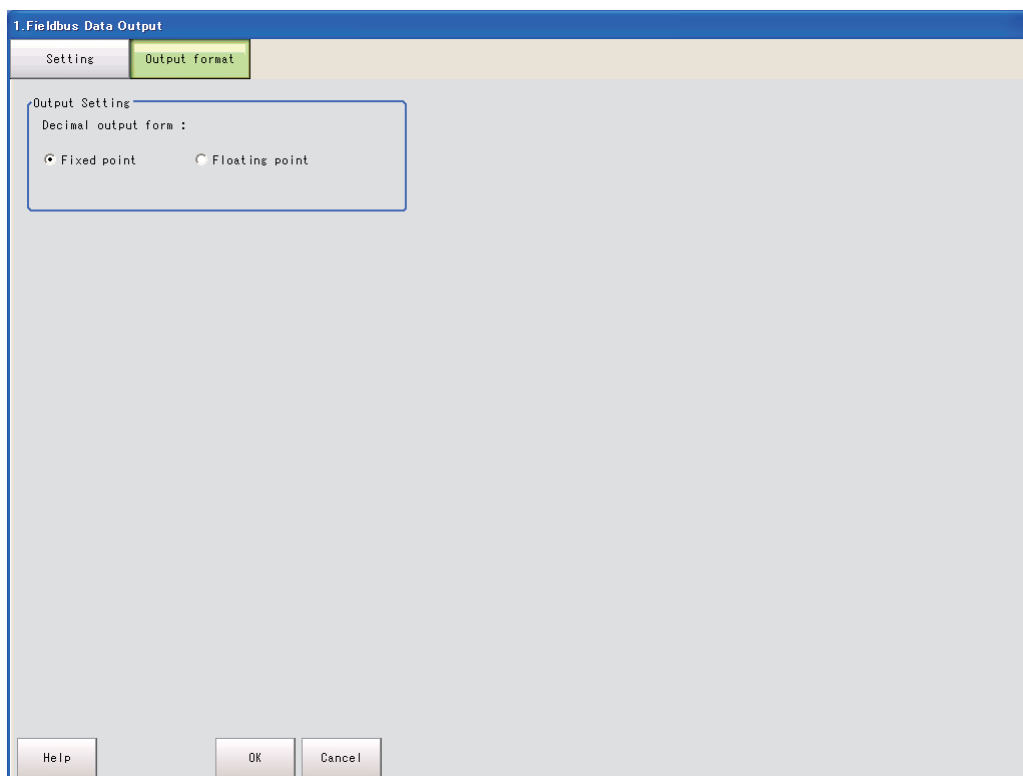 1.Fieldbus Data Output
Setting Output format
Output Setting
Decimal output form :
Fixed point Floating point
Help OK Cancel